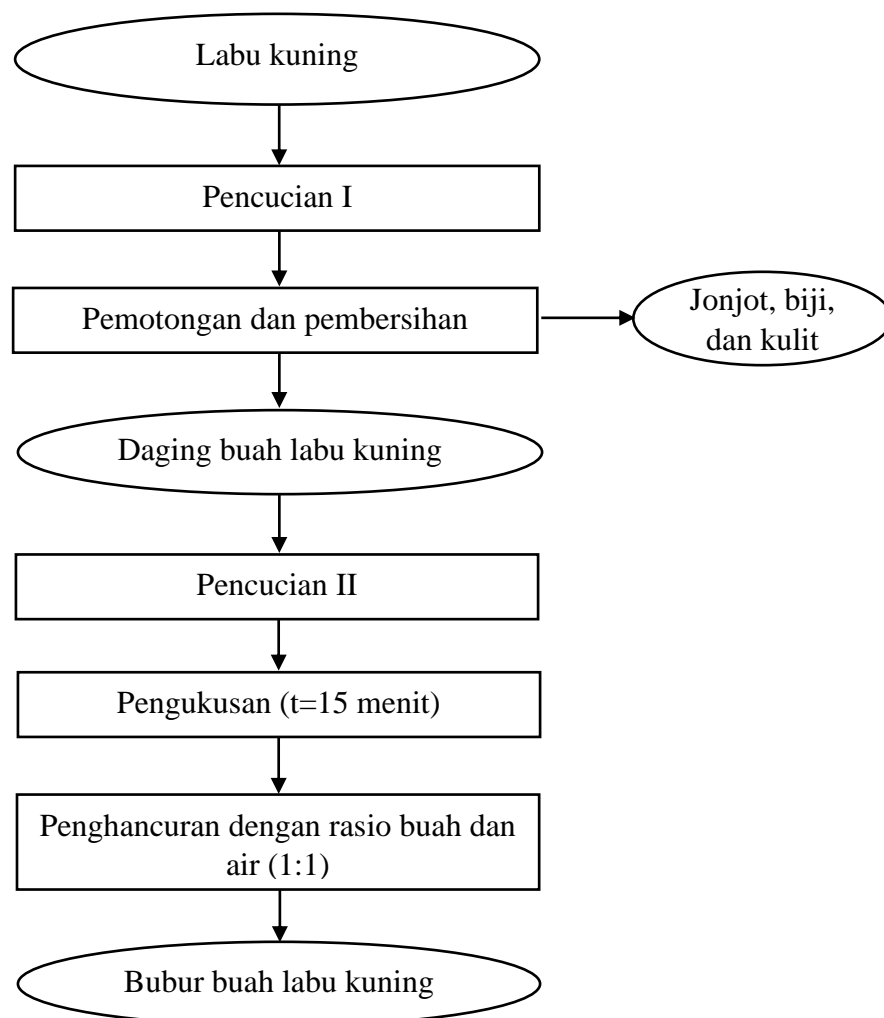 Labu kuning
Pencucian I
Pemotongan dan pembersihan
Jonjot, biji,
dan kulit
Daging buah labu kuning
Pencucian II
Pengukusan (t=15 menit)
Penghancuran dengan rasio buah dan
air (1:1)
Bubur buah labu kuning